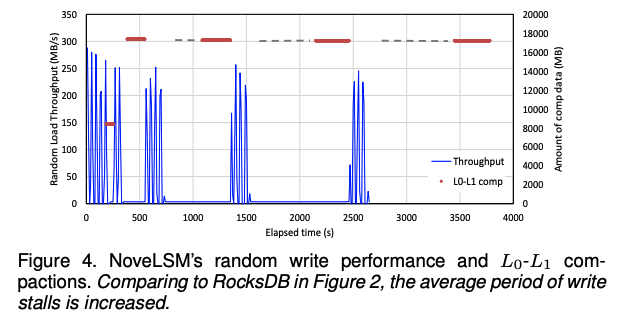 350
300
250
200
150
100
50
0
Random Load Throughput (MB/s)
20000
18000
16000
14000
12000
10000
8000
6000
4000
2000
0
Amount of comp data (MB)
Throughput
L0-L1 comp
0 500 1000 1500 2000 2500 3000 3500 4000
Elapsed time (s)
Figure 4. NoveLSM's random write performance and L₀-L₁ com-
pactions. Comparing to RocksDB in Figure 2, the average period of write
stalls is increased.